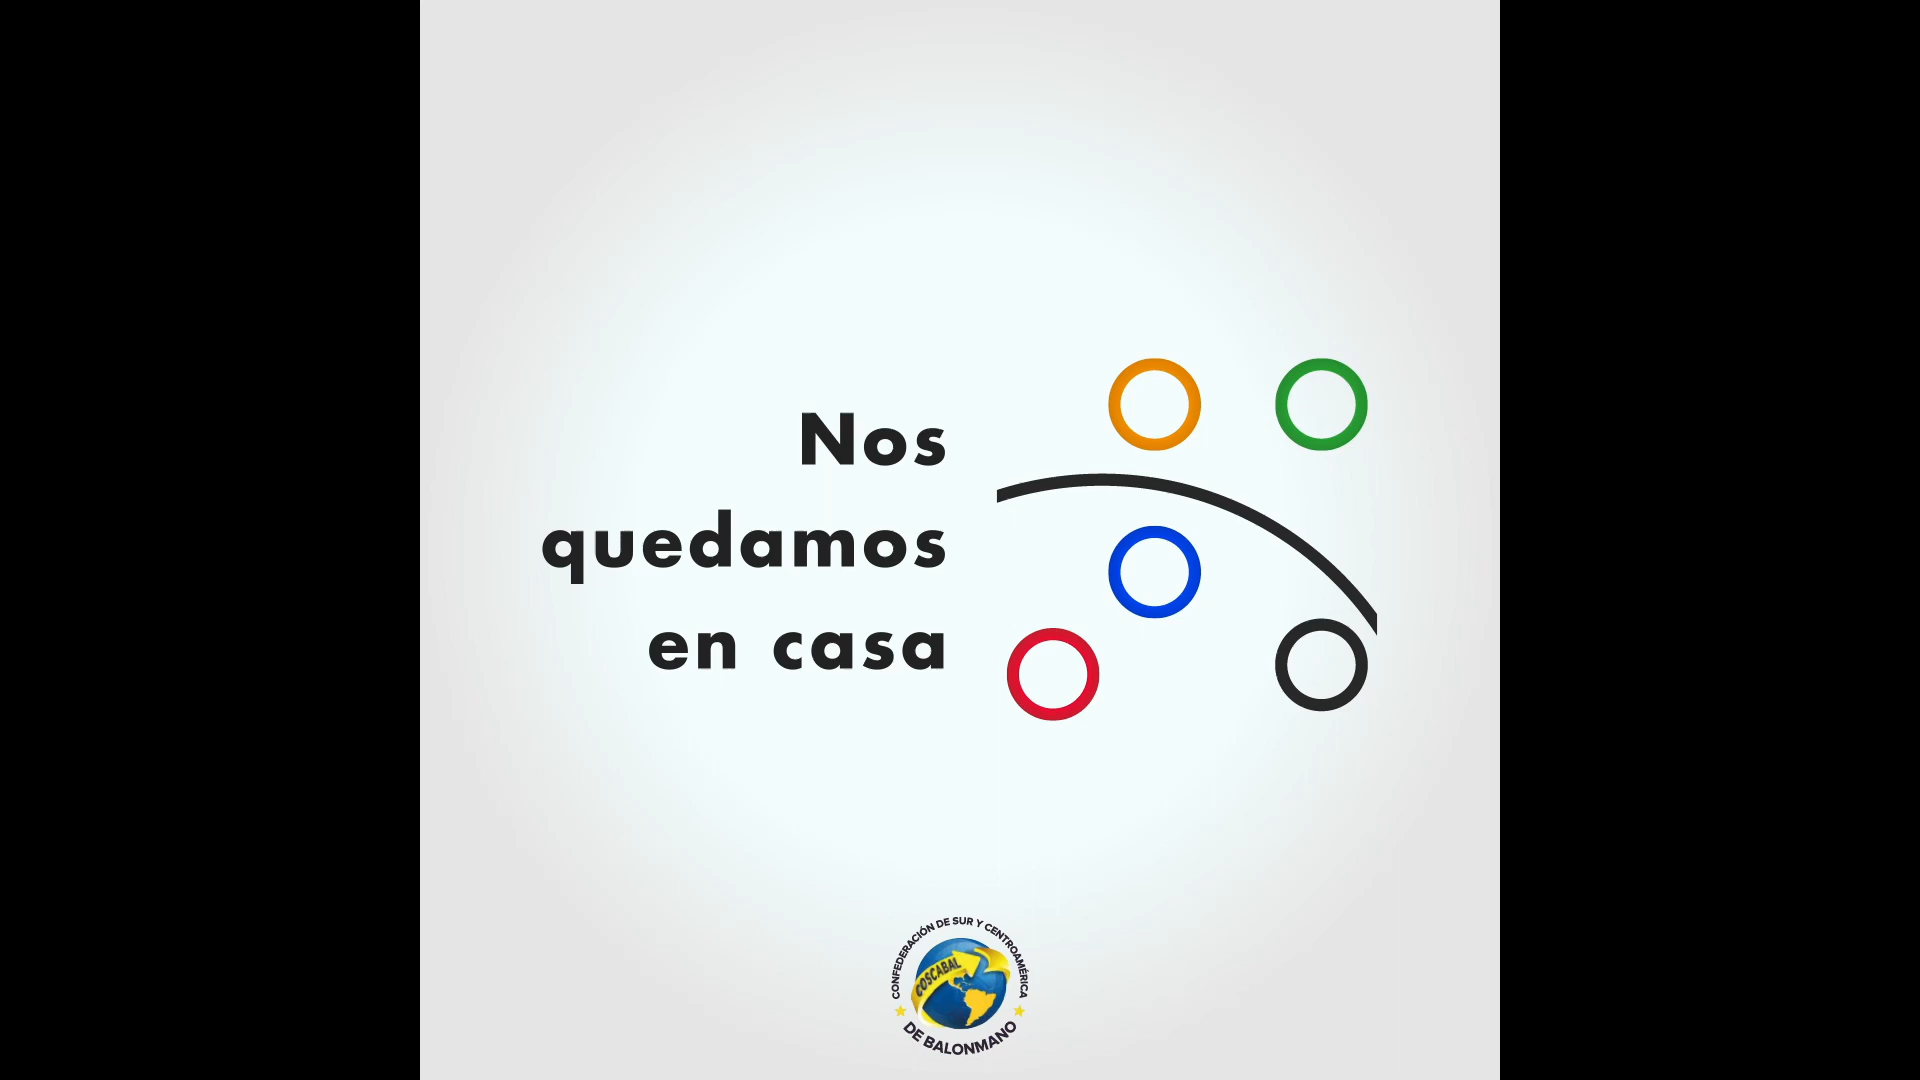 Nos
quedamos
en casa
CONFEDERACIÓN DE SUR Y CENTROAMÉRICA
COSCABAL
DE BALONMANO